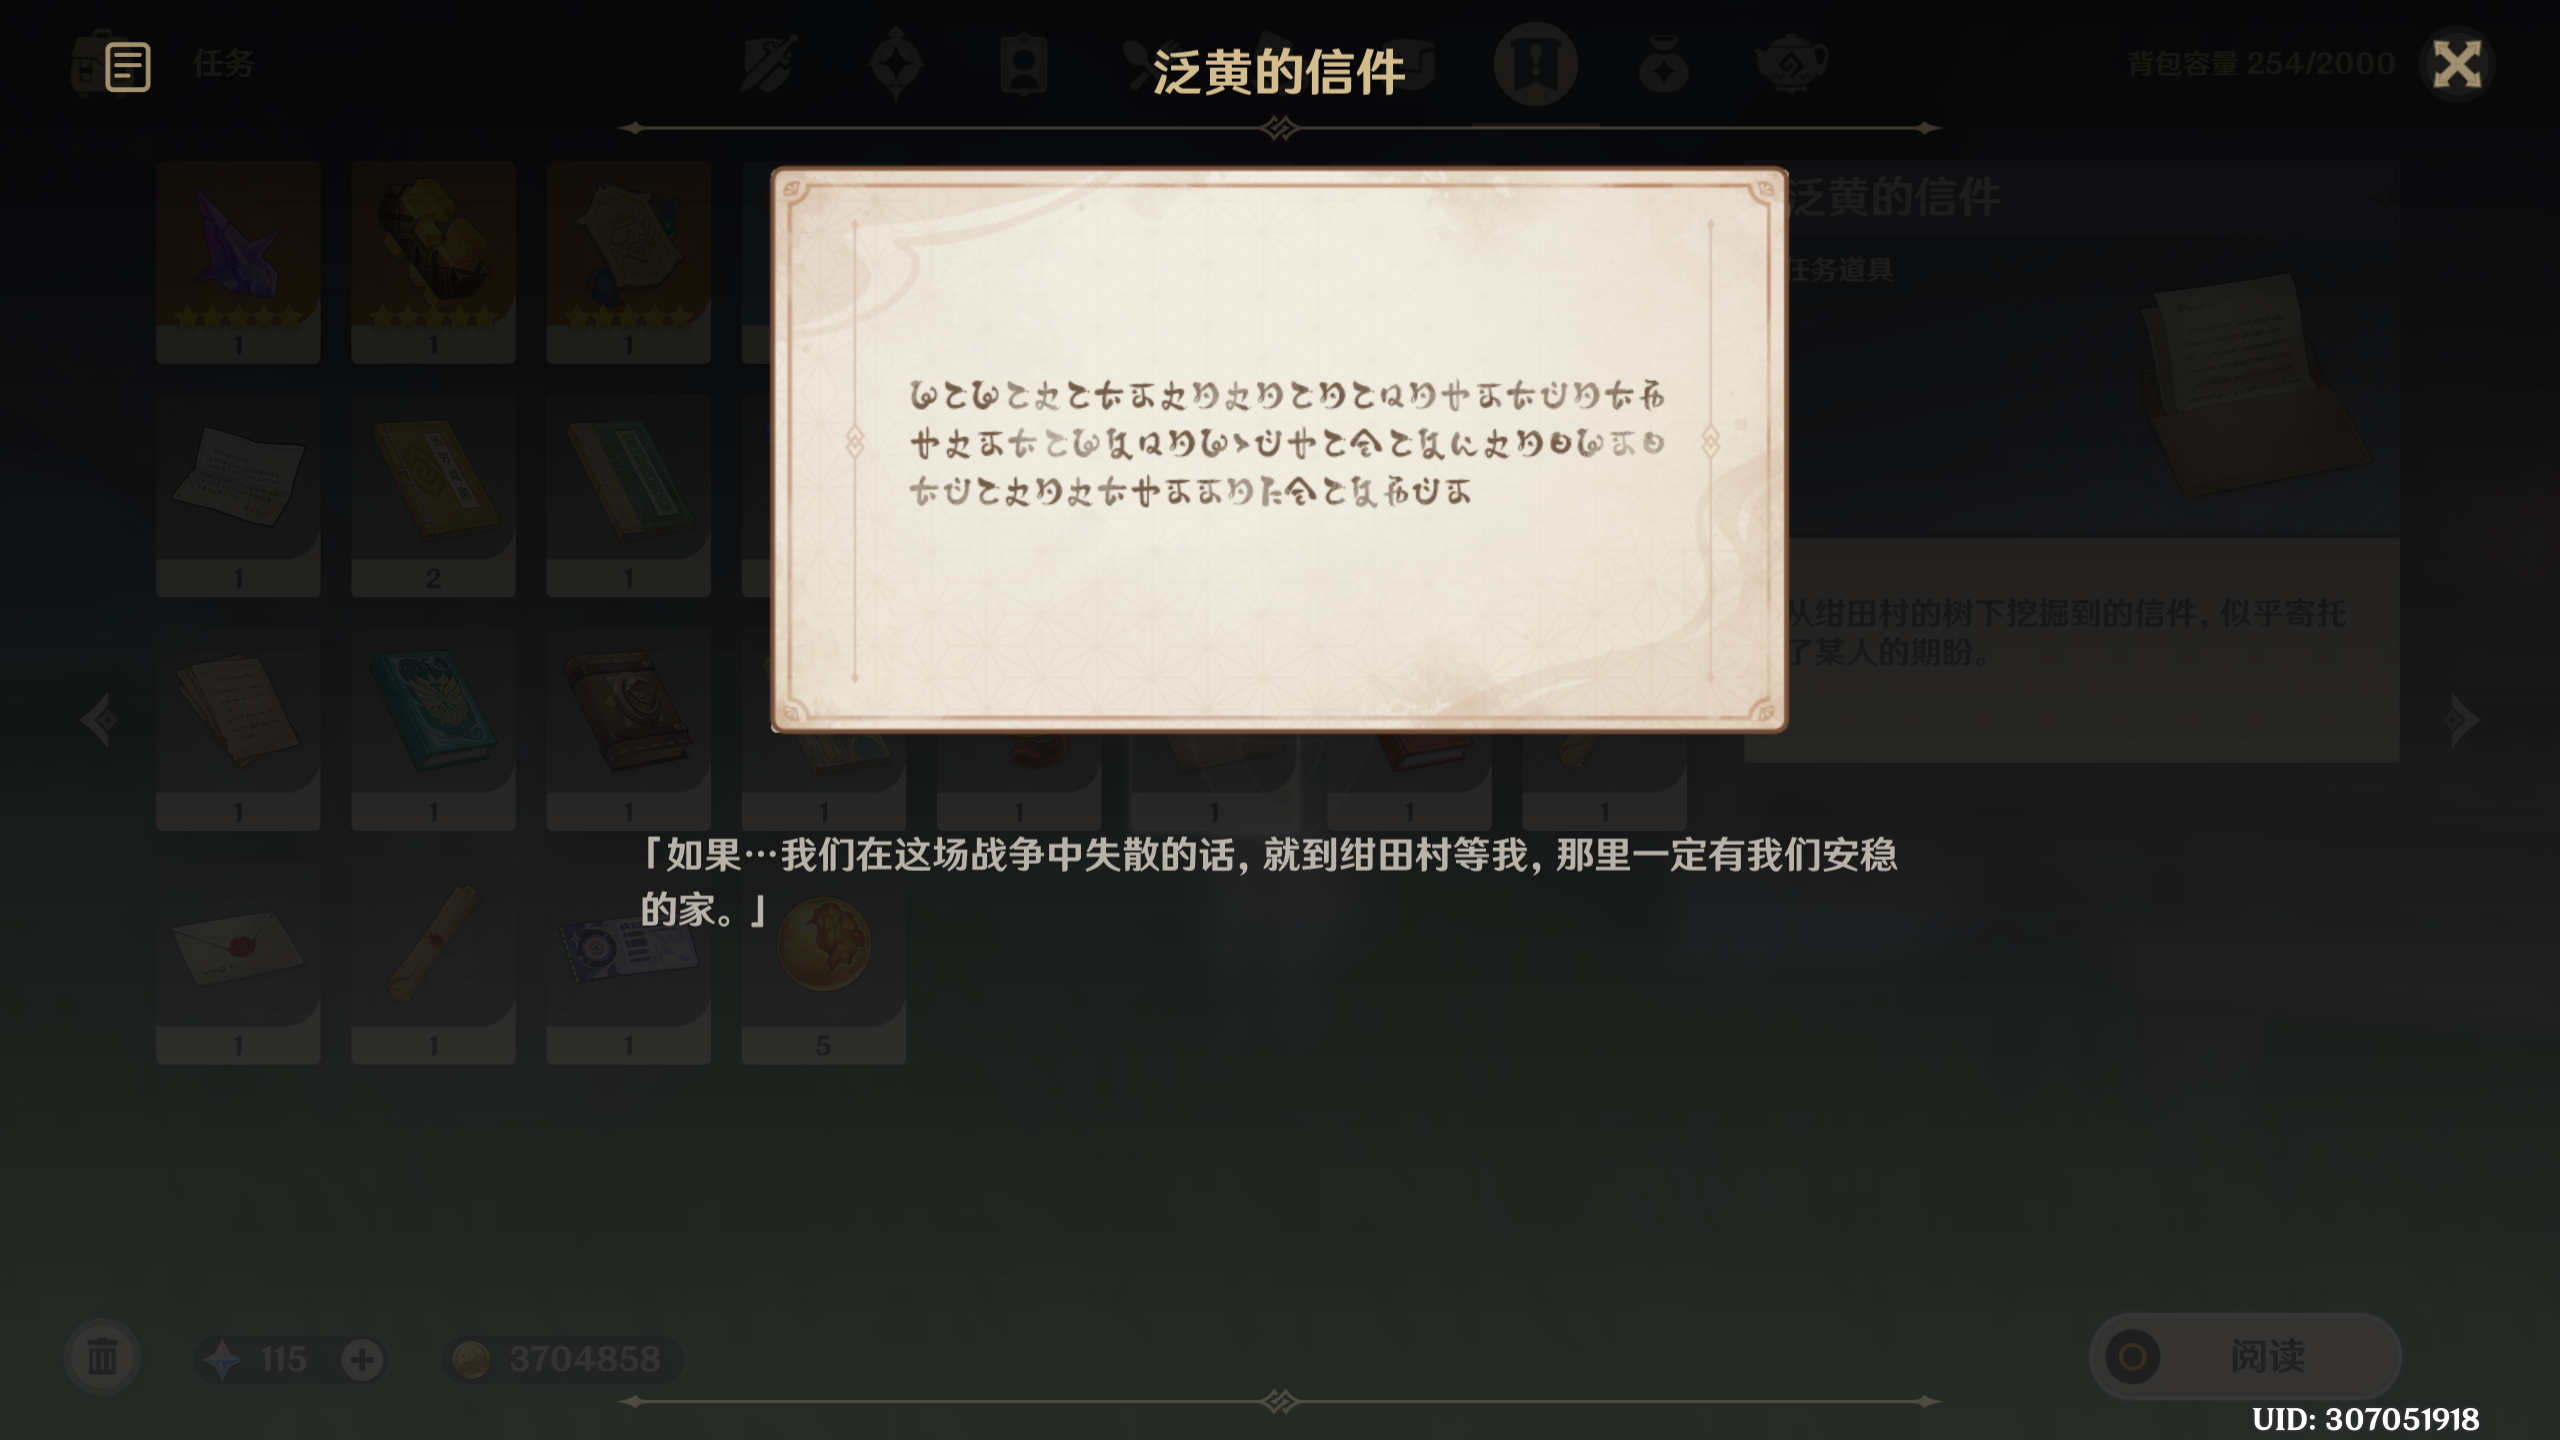 任务
泛黄的信件
背包容量 254/2000
泛黄的信件
任务道具
1
1
1
1
2
1
从绀田村的树下挖掘到的信件，似乎寄托
了某人的期盼。
1
1
1
1
1
1
1
1
「如果…我们在这场战争中失散的话，就到绀田村等我，那里一定有我们安稳
的家。」
1
1
1
5
115
3704858
阅读
UID: 307051918